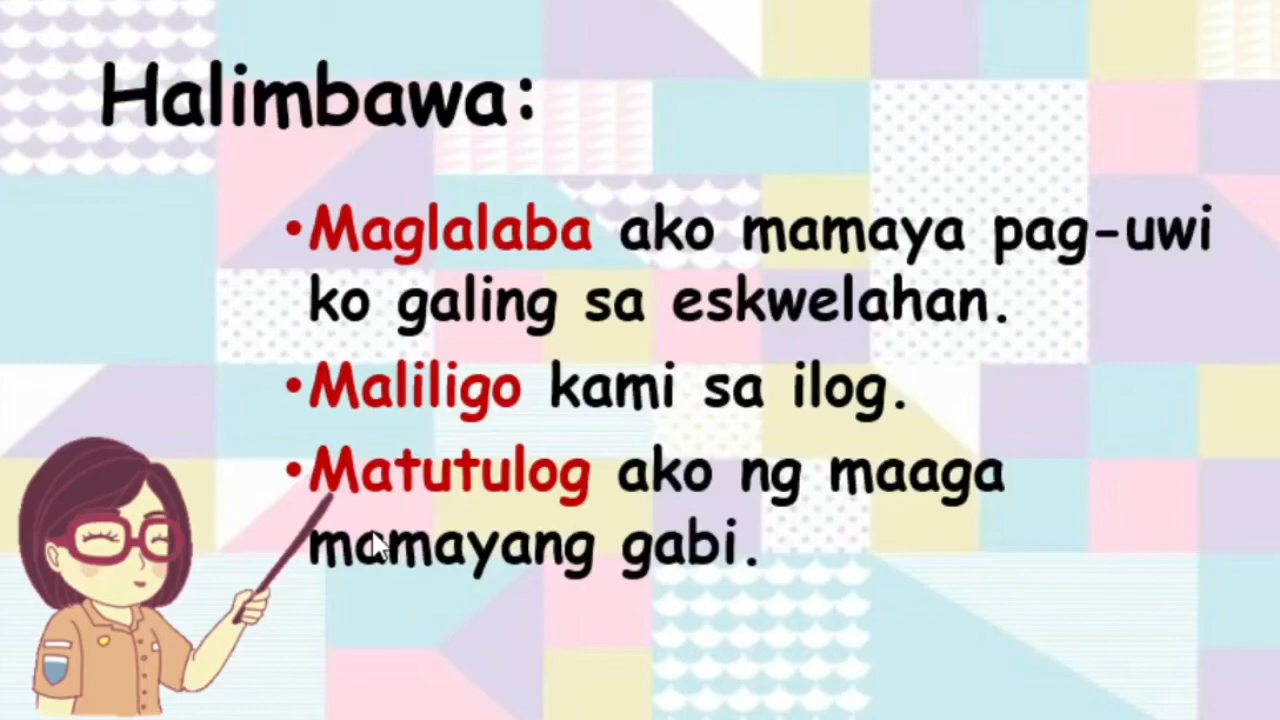 Halimbawa:
•Maglalaba ako mamaya pag-uwi
ko galing sa eskwelahan.
•Maliligo kami sa ilog.
•Matutulog ako ng maaga
mamayang gabi.